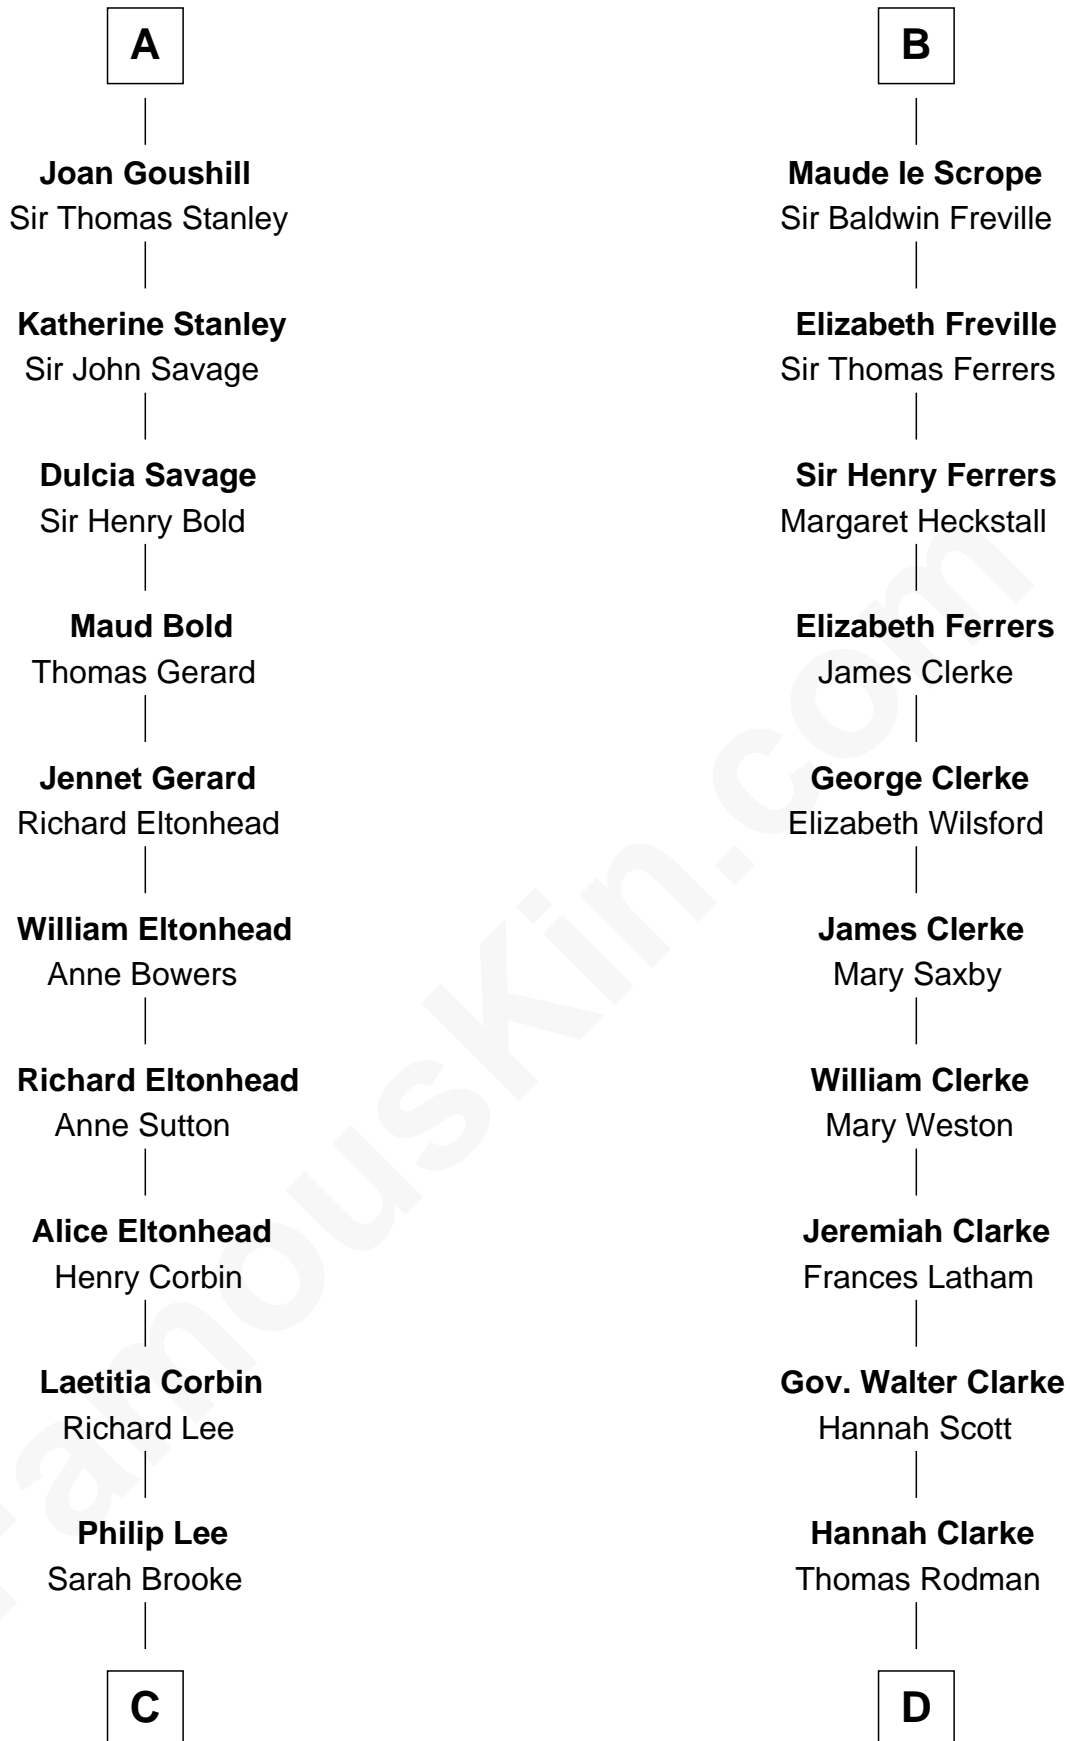 A
Joan Goushill
Sir Thomas Stanley
Katherine Stanley
Sir John Savage
Dulcia Savage
Sir Henry Bold
Maud Bold
Thomas Gerard
Jennet Gerard
Richard Eltonhead
William Eltonhead
Anne Bowers
Richard Eltonhead
Anne Sutton
Alice Eltonhead
Henry Corbin
Laetitia Corbin
Richard Lee
Philip Lee
Sarah Brooke
C
B
Maude le Scrope
Sir Baldwin Freville
Elizabeth Freville
Sir Thomas Ferrers
Sir Henry Ferrers
Margaret Heckstall
Elizabeth Ferrers
James Clerke
George Clerke
Elizabeth Wilsford
James Clerke
Mary Saxby
William Clerke
Mary Weston
Jeremiah Clarke
Frances Latham
Gov. Walter Clarke
Hannah Scott
Hannah Clarke
Thomas Rodman
D
FamousKin.com